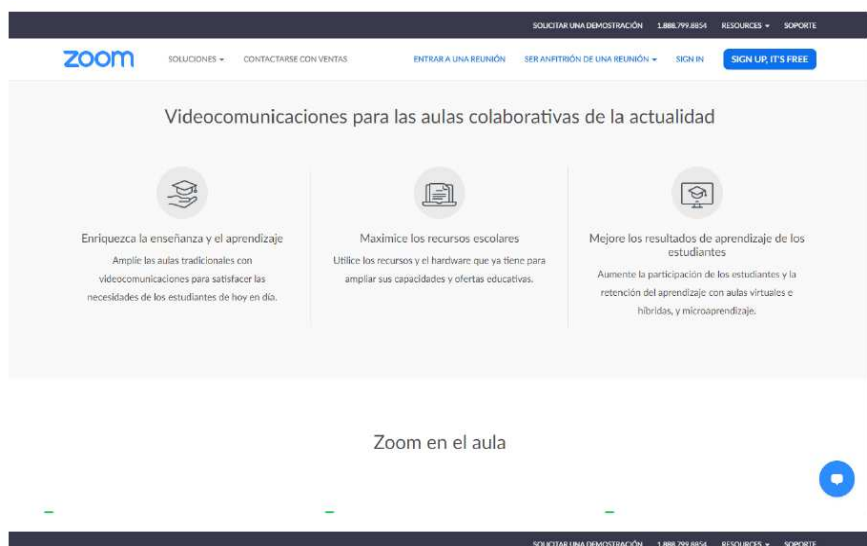 SOLICITAR UNA DEMOSTRACIÓN 1.888.799.8854 RESOURCES SOPORTE
zoom SOLUCIONES CONTACTARSE CON VENTAS ENTRAR A UNA REUNIÓN SER ANFITRIÓN DE UNA REUNIÓN SIGN IN SIGN UP, IT'S FREE
Videocomunicaciones para las aulas colaborativas de la actualidad
Enriquezca la enseñanza y el aprendizaje
Amplíe las aulas tradicionales con
videocomunicaciones para satisfacer las
necesidades de los estudiantes de hoy en día.
Maximice los recursos escolares
Utilice los recursos y el hardware que ya tiene para
ampliar sus capacidades y ofertas educativas.
Mejore los resultados de aprendizaje de los
estudiantes
Aumente la participación de los estudiantes y la
retención del aprendizaje con aulas virtuales e
híbridas, y microaprendizaje.
Zoom en el aula
SOLICITAR UNA DEMOSTRACIÓN 1.888.799.8854 RESOURCES SOPORTE